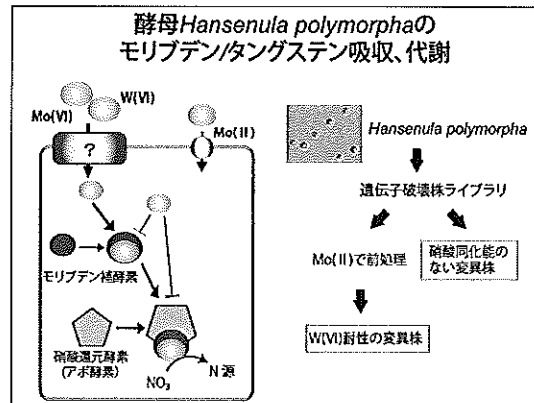 酵母Hansenula polymorphaの
モリブデン/タングステン吸収、代謝
W(VI)
Mo(VI)
Mo(II)
?
モリブデン補酵素
硝酸還元酵素
(アポ酵素)
NO₃
N 源
Hansenula polymorpha
遺伝子破壊株ライブラリ
Mo(II)で前処理
硝酸同化能の
ない変異株
W(VI)耐性の変異株